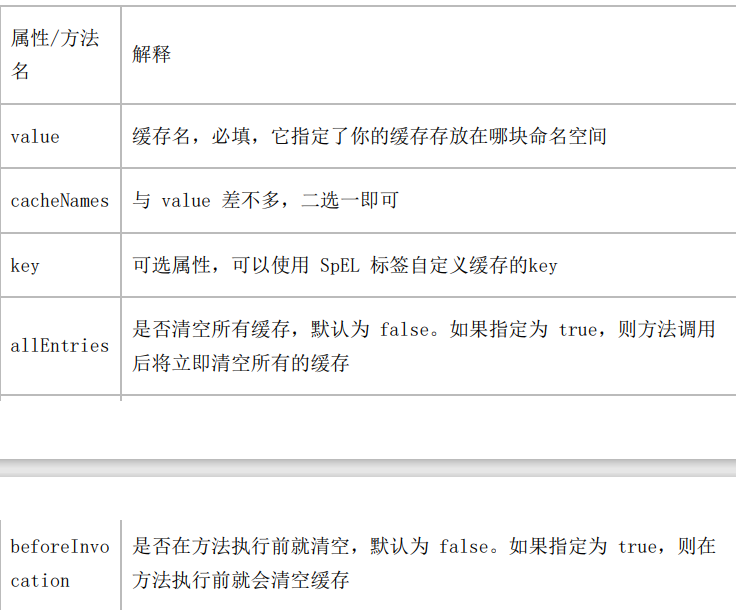 属性/方法
名
解释
value
缓存名，必填，它指定了你的缓存存放在哪块命名空间
cacheNames
与 value 差不多，二选一即可
key
可选属性，可以使用 SpEL 标签自定义缓存的key
allEntries
是否清空所有缓存，默认为 false。如果指定为 true，则方法调用
后将立即清空所有的缓存
beforeInvo
cation
是否在方法执行前就清空，默认为 false。如果指定为 true，则在
方法执行前就会清空缓存